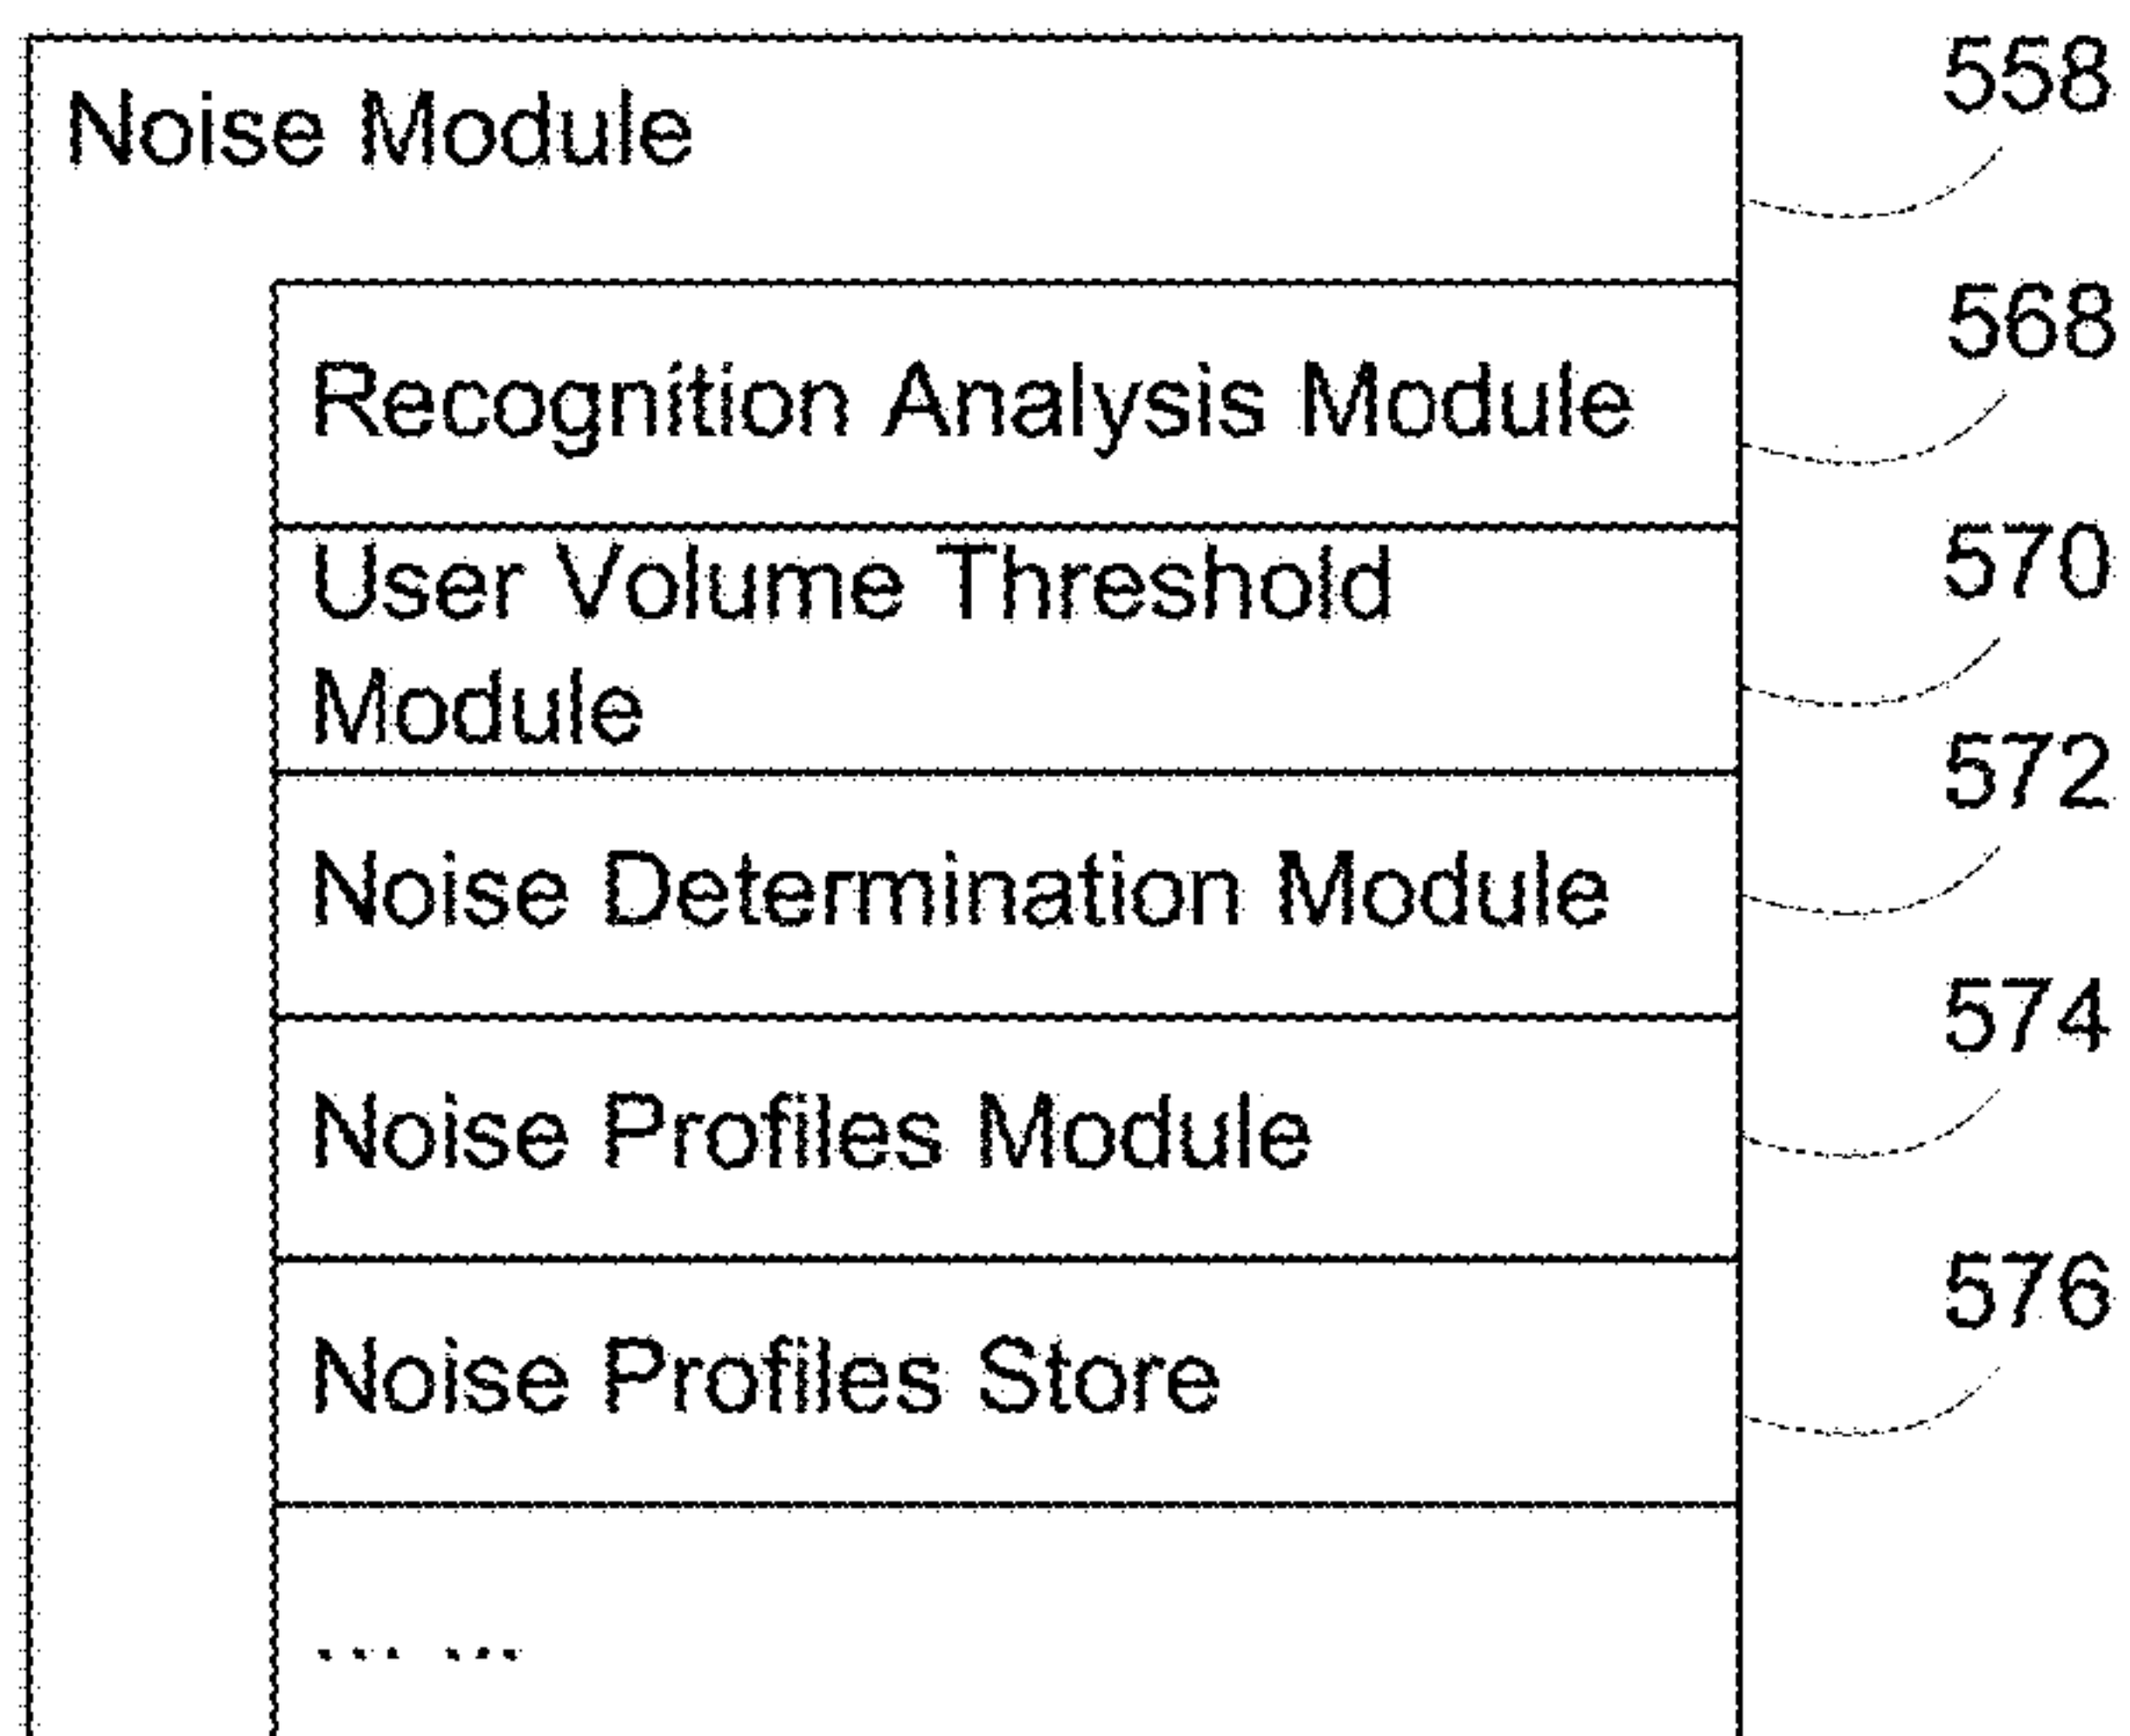 Noise Module
558
568
Recognition Analysis Module
570
User Volume Threshold
Module
572
Noise Determination Module
574
Noise Profiles Module
576
Noise Profiles Store
... ...